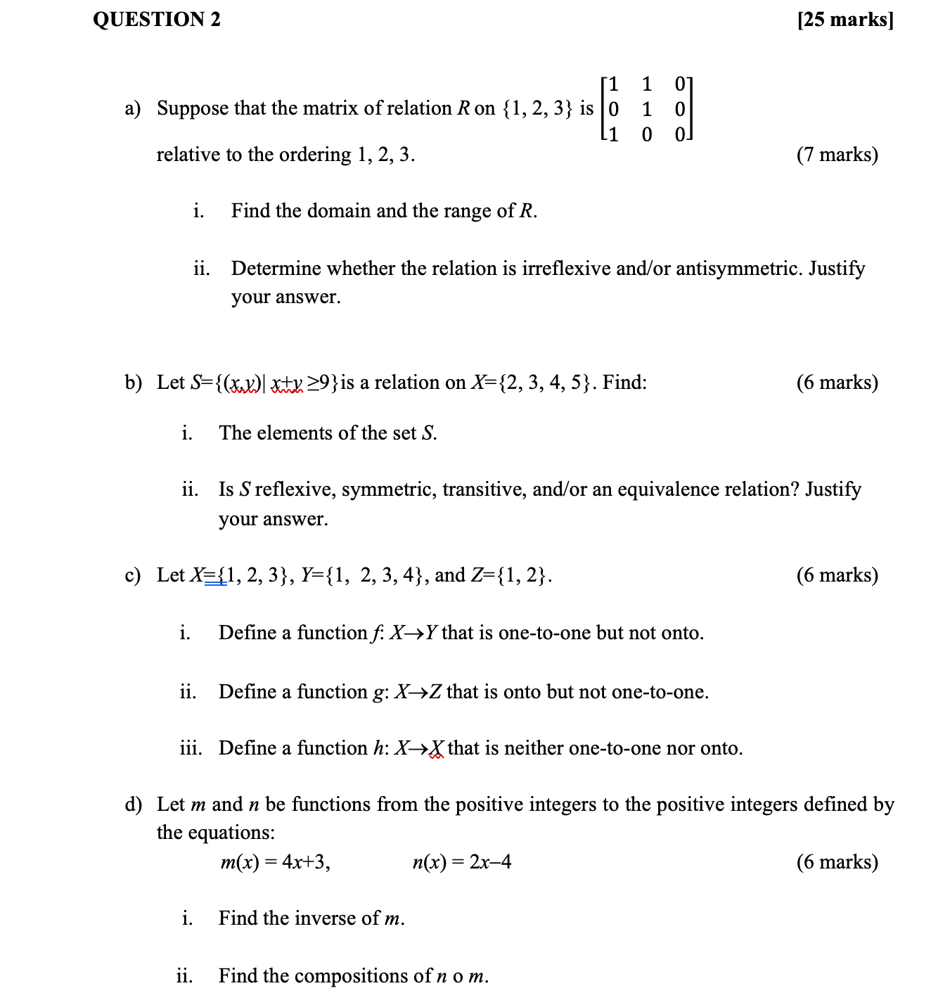 QUESTION 2 [25 marks]
a) Suppose that the matrix of relation R on {1, 2, 3} is [1 1 0
0 1 0
1 0 0]
relative to the ordering 1, 2, 3. (7 marks)
i. Find the domain and the range of R.
ii. Determine whether the relation is irreflexive and/or antisymmetric. Justify
your answer.
b) Let S={(x,y)| x+y ≥9}is a relation on X={2, 3, 4, 5}. Find: (6 marks)
i. The elements of the set S.
ii. Is S reflexive, symmetric, transitive, and/or an equivalence relation? Justify
your answer.
c) Let X={1, 2, 3}, Y={1, 2, 3, 4}, and Z={1, 2}. (6 marks)
i. Define a function f: X→Y that is one-to-one but not onto.
ii. Define a function g: X→Z that is onto but not one-to-one.
iii. Define a function h: X→X that is neither one-to-one nor onto.
d) Let m and n be functions from the positive integers to the positive integers defined by
the equations:
m(x) = 4x+3, n(x) = 2x–4 (6 marks)
i. Find the inverse of m.
ii. Find the compositions of n o m.